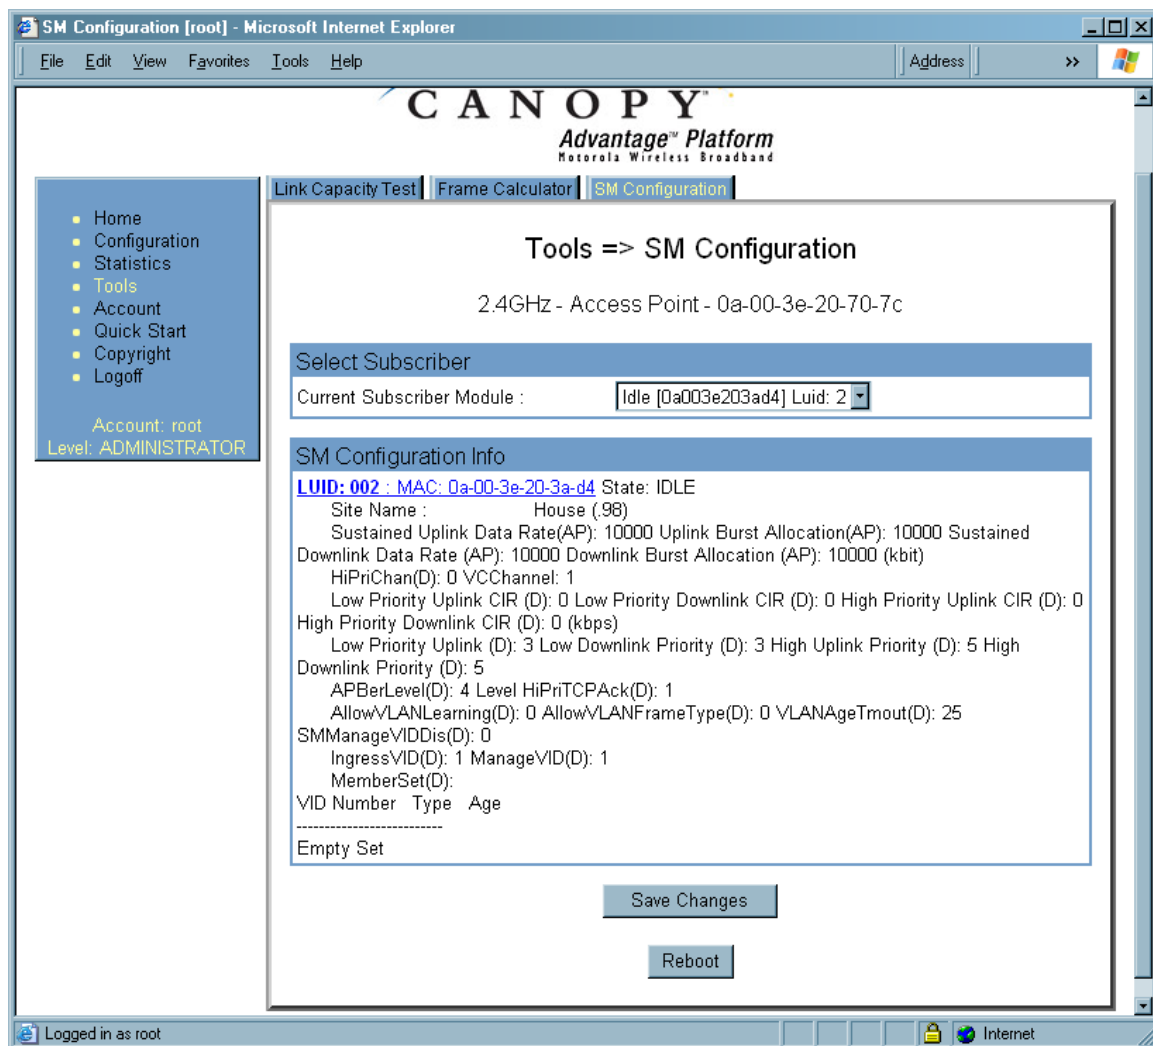 SM Configuration [root] - Microsoft Internet Explorer
File Edit View Favorites Tools Help
Address »
CANOPY™
Advantage™ Platform
Motorola Wireless Broadband
Link Capacity Test Frame Calculator SM Configuration
Home
Configuration
Statistics
Tools
Account
Quick Start
Copyright
Logoff
Account: root
Level: ADMINISTRATOR
Tools => SM Configuration
2.4GHz - Access Point - 0a-00-3e-20-70-7c
Select Subscriber
Current Subscriber Module : Idle [0a003e203ad4] Luid: 2
SM Configuration Info
LUID: 002 : MAC: 0a-00-3e-20-3a-d4 State: IDLE
Site Name : House (.98)
Sustained Uplink Data Rate(AP): 10000 Uplink Burst Allocation(AP): 10000 Sustained
Downlink Data Rate (AP): 10000 Downlink Burst Allocation (AP): 10000 (kbit)
HiPriChan(D): 0 VCChannel: 1
Low Priority Uplink CIR (D): 0 Low Priority Downlink CIR (D): 0 High Priority Uplink CIR (D): 0
High Priority Downlink CIR (D): 0 (kbps)
Low Priority Uplink (D): 3 Low Downlink Priority (D): 3 High Uplink Priority (D): 5 High
Downlink Priority (D): 5
APBerLevel(D): 4 Level HiPriTCPAck(D): 1
AllowVLANLearning(D): 0 AllowVLANFrameType(D): 0 VLANAgeTmout(D): 25
SMManageVIDDis(D): 0
IngressVID(D): 1 ManageVID(D): 1
MemberSet(D):
VID Number Type Age
--------------------------
Empty Set
Save Changes
Reboot
Logged in as root
Internet